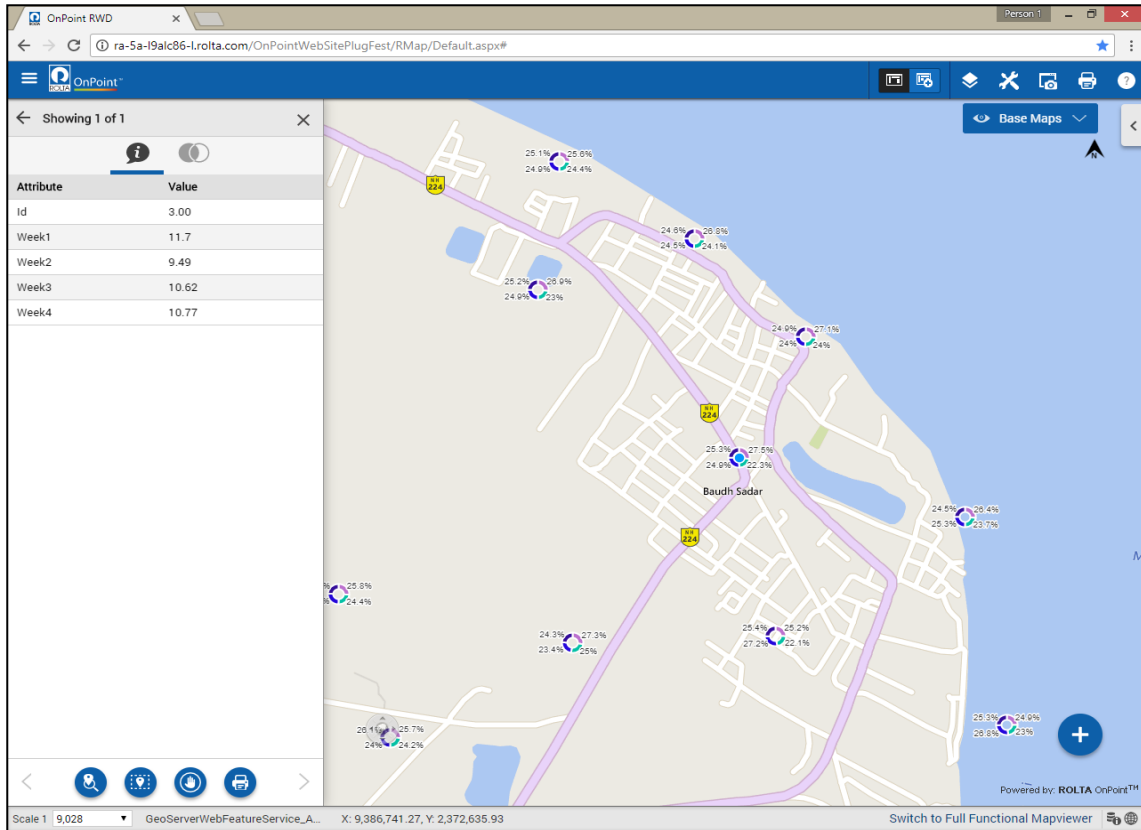 OnPoint RWD
Person 1
ra-5a-l9alc86-l.rolta.com/OnPointWebSitePlugFest/RMap/Default.aspx#
ROLTA OnPoint™
Showing 1 of 1
Base Maps
N
Attribute Value
Id 3.00
Week1 11.7
Week2 9.49
Week3 10.62
Week4 10.77
25.1% 25.6%
24.9% 24.4%
NH 224
24.6% 26.8%
24.5% 24.1%
25.2% 26.9%
24.9% 23%
24.9% 27.1%
24% 24%
NH 224
25.3% 27.5%
24.9% 22.3%
Baudh Sadar
24.5% 26.4%
25.3% 23.7%
NH 224
% 25.8%
% 24.4%
25.4% 25.2%
27.2% 22.1%
24.3% 27.3%
23.4% 25%
25.7%
24% 24.2%
25.3% 24.9%
26.8% 23%
M
Powered by: ROLTA OnPoint™
Scale 1 9,028 GeoServerWebFeatureService_A... X: 9,386,741.27, Y: 2,372,635.93 Switch to Full Functional Mapviewer